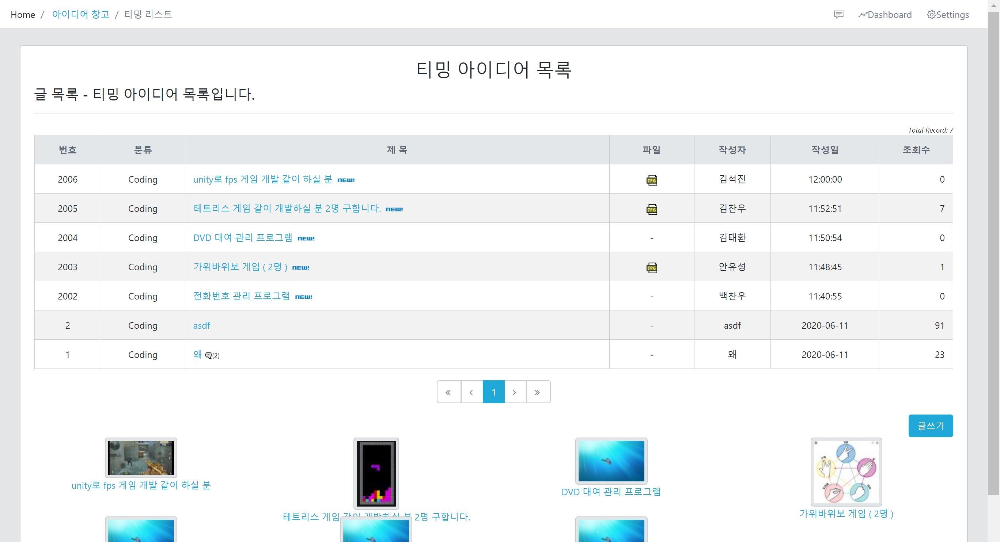 Home / 아이디어 창고 / 티밍 리스트 Dashboard Settings
티밍 아이디어 목록
글 목록 - 티밍 아이디어 목록입니다.
Total Record: 7
번호 분류 제 목 파일 작성자 작성일 조회수
2006 Coding unity로 fps 게임 개발 같이 하실 분 NEW! JPG 김석진 12:00:00 0
2005 Coding 테트리스 게임 같이 개발하실 분 2명 구합니다. NEW! JPG 김찬우 11:52:51 7
2004 Coding DVD 대여 관리 프로그램 NEW! - 김태환 11:50:54 0
2003 Coding 가위바위보 게임 ( 2명 ) NEW! JPG 안유성 11:48:45 1
2002 Coding 전화번호 관리 프로그램 NEW! - 백찬우 11:40:55 0
2 Coding asdf - asdf 2020-06-11 91
1 Coding 왜 (2) - 왜 2020-06-11 23
« ‹ 1 › »
글쓰기
unity로 fps 게임 개발 같이 하실 분
DVD 대여 관리 프로그램
가위바위보 게임 ( 2명 )
테트리스 게임 같이 개발하실 분 2명 구합니다.